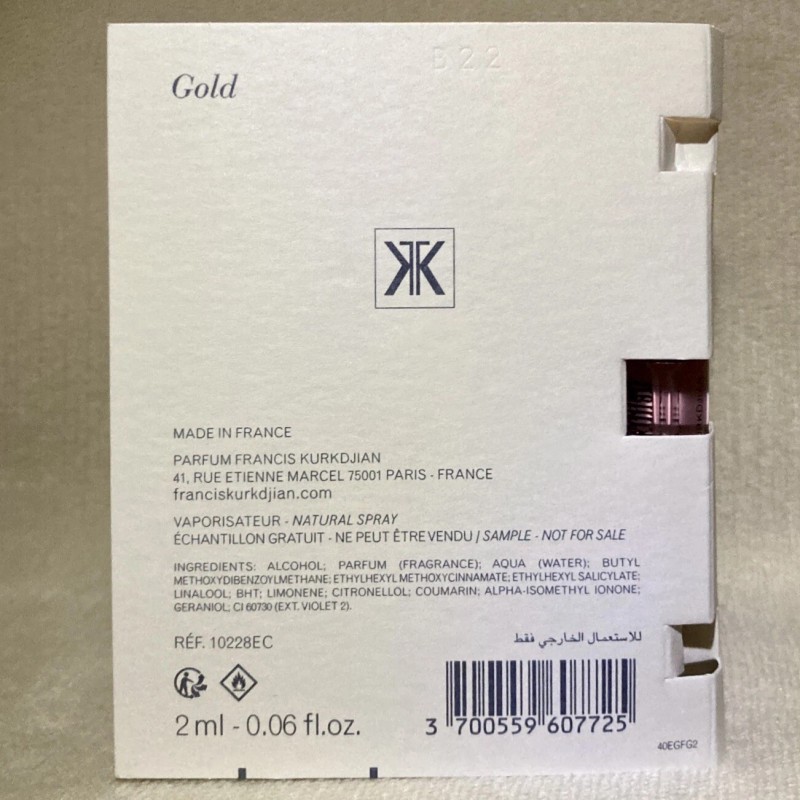 B22
Gold
MADE IN FRANCE
PARFUM FRANCIS KURKDJIAN
41, RUE ETIENNE MARCEL 75001 PARIS - FRANCE
franciskurkdjian.com
VAPORISATEUR - NATURAL SPRAY
ÉCHANTILLON GRATUIT - NE PEUT ÊTRE VENDU / SAMPLE - NOT FOR SALE
INGREDIENTS: ALCOHOL; PARFUM (FRAGRANCE); AQUA (WATER); BUTYL
METHOXYDIBENZOYLMETHANE; ETHYLHEXYL METHOXYCINNAMATE; ETHYLHEXYL SALICYLATE;
LINALOOL; BHT; LIMONENE; CITRONELLOL; COUMARIN; ALPHA-ISOMETHYL IONONE;
GERANIOL; CI 60730 (EXT. VIOLET 2).
RÉF. 10228EC
للاستعمال الخارجي فقط
2 ml - 0.06 fl.oz.
3 700559 607725
40EGFG2